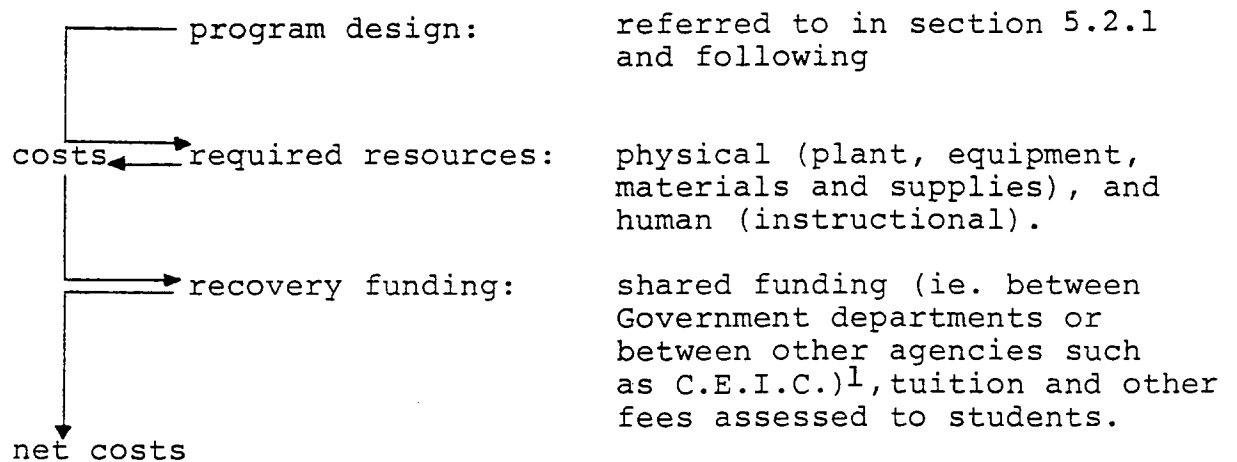 program design: referred to in section 5.2.1
and following
costs required resources: physical (plant, equipment,
materials and supplies), and
human (instructional).
recovery funding: shared funding (ie. between
Government departments or
between other agencies such
as C.E.I.C.)1,tuition and other
fees assessed to students.
net costs